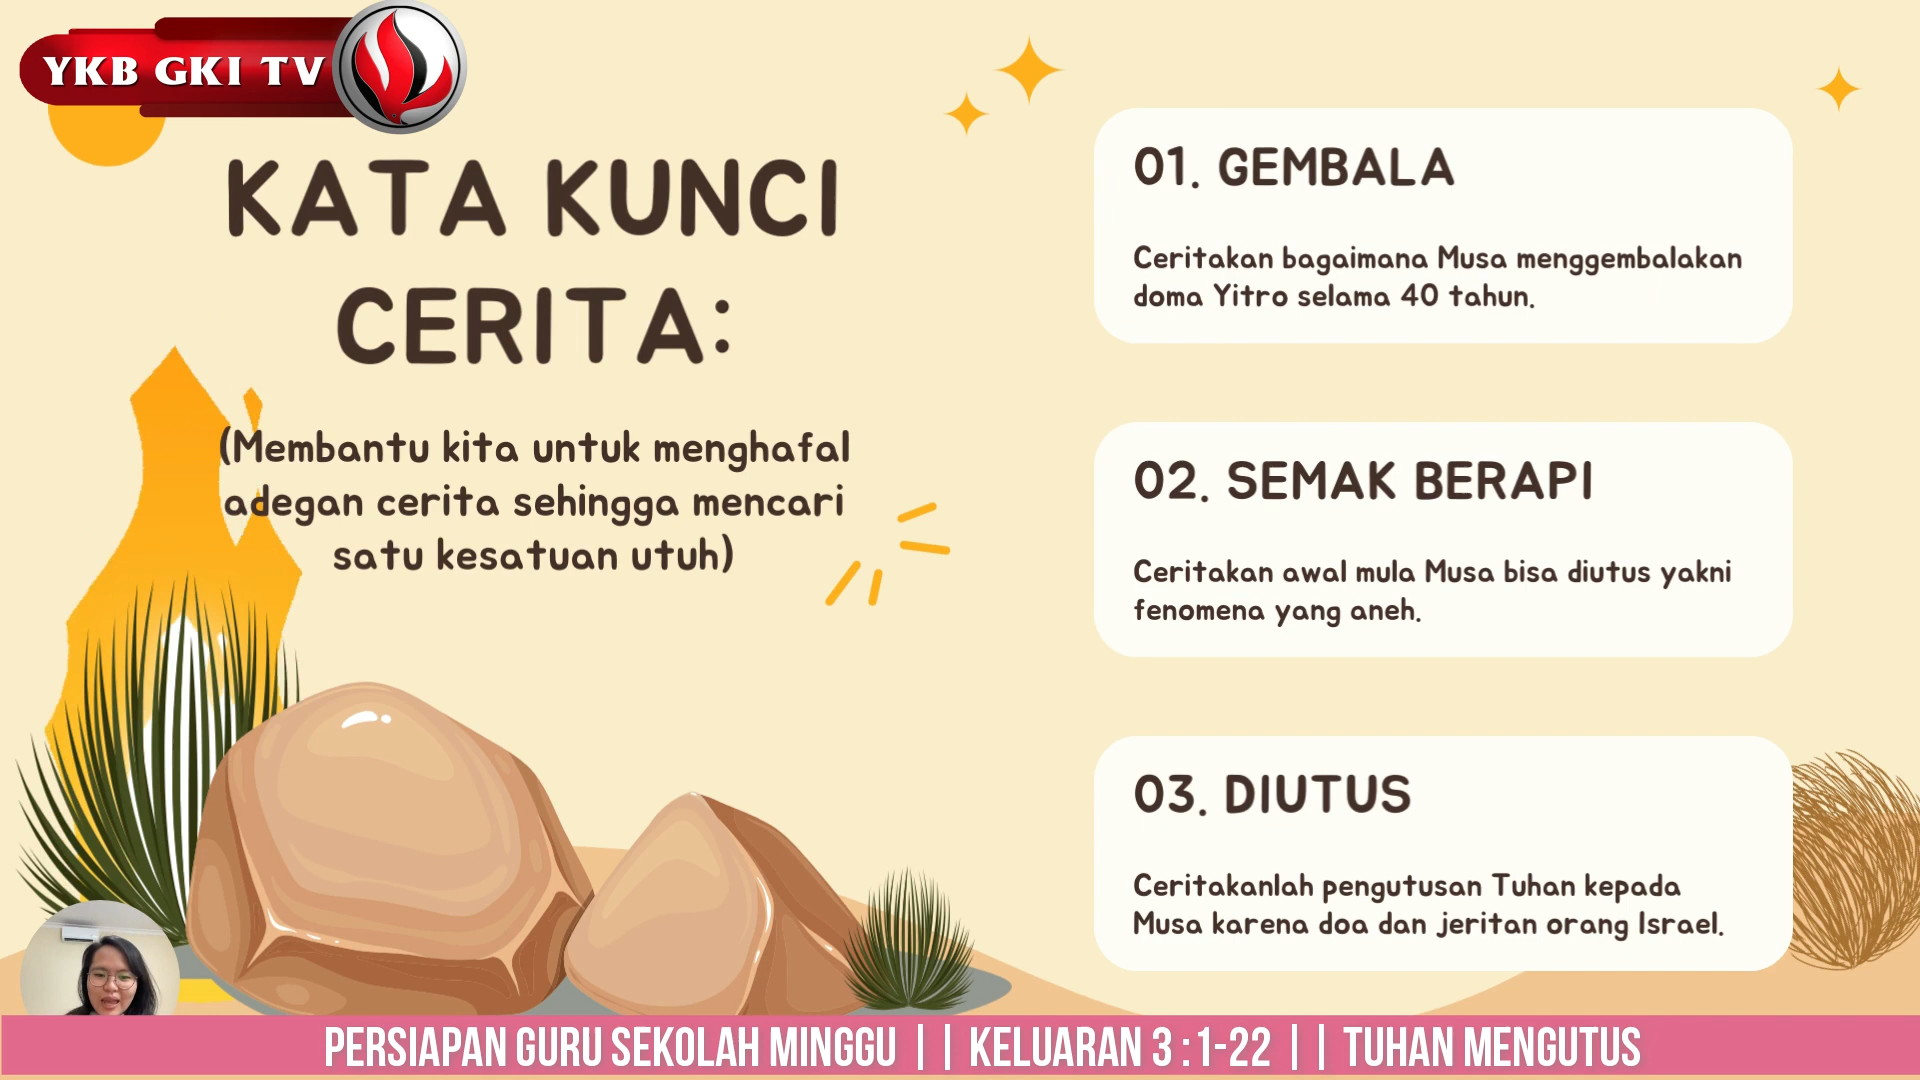 YKB GKI TV
KATA KUNCI
CERITA:
(Membantu kita untuk menghafal
adegan cerita sehingga mencari
satu kesatuan utuh)
01. GEMBALA
Ceritakan bagaimana Musa menggembalakan
doma Yitro selama 40 tahun.
02. SEMAK BERAPI
Ceritakan awal mula Musa bisa diutus yakni
fenomena yang aneh.
03. DIUTUS
Ceritakanlah pengutusan Tuhan kepada
Musa karena doa dan jeritan orang Israel.
PERSIAPAN GURU SEKOLAH MINGGU || KELUARAN 3 :1-22 || TUHAN MENGUTUS